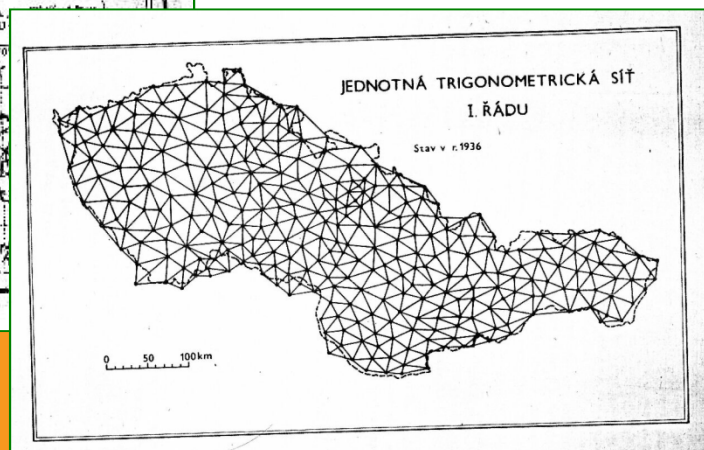 JEDNOTNÁ TRIGONOMETRICKÁ SÍŤ
I. ŘÁDU
Stav v r. 1936
0 50 100km